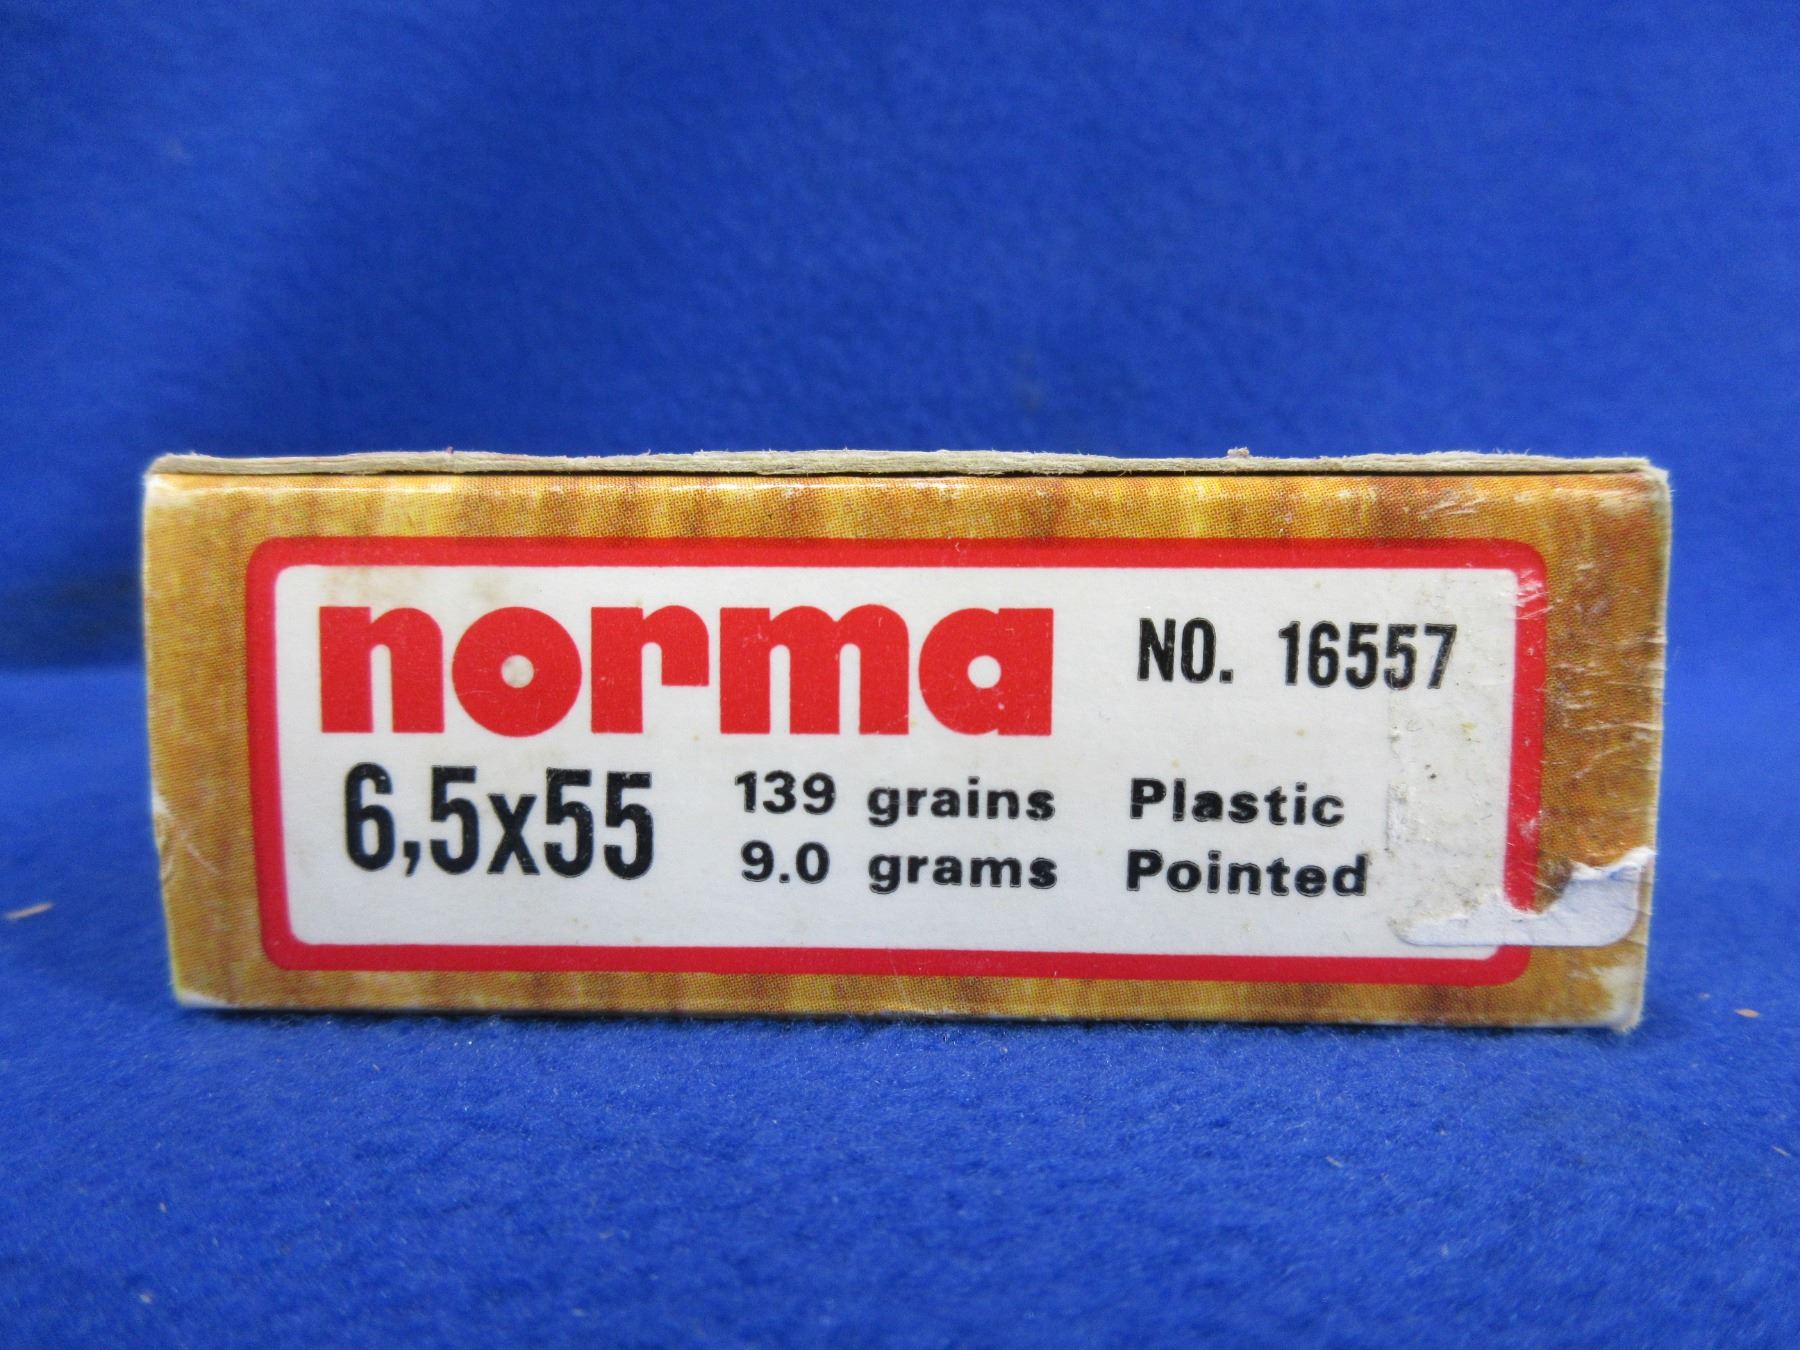 norma NO. 16557
6,5x55 139 grains Plastic
9.0 grams Pointed